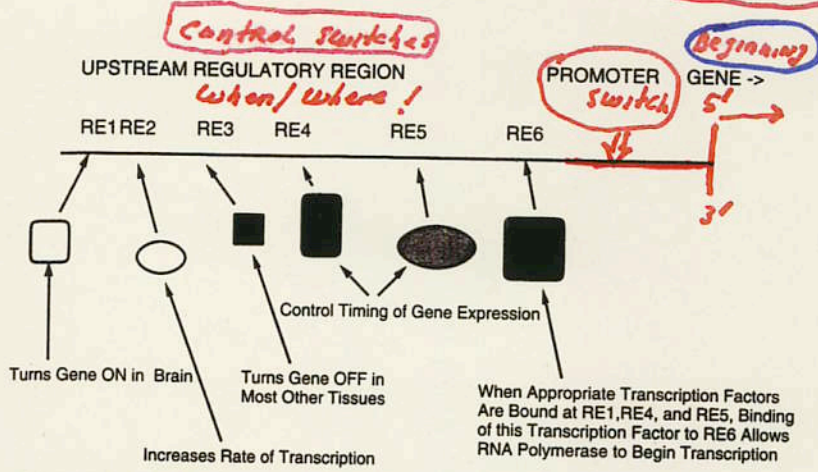 Control switches
Beginning
UPSTREAM REGULATORY REGION
PROMOTER GENE ->
when/where!
switch
5'
RE1 RE2 RE3 RE4 RE5 RE6
3'
Control Timing of Gene Expression
Turns Gene ON in Brain
Turns Gene OFF in
Most Other Tissues
When Appropriate Transcription Factors
Are Bound at RE1,RE4, and RE5, Binding
of this Transcription Factor to RE6 Allows
RNA Polymerase to Begin Transcription
Increases Rate of Transcription